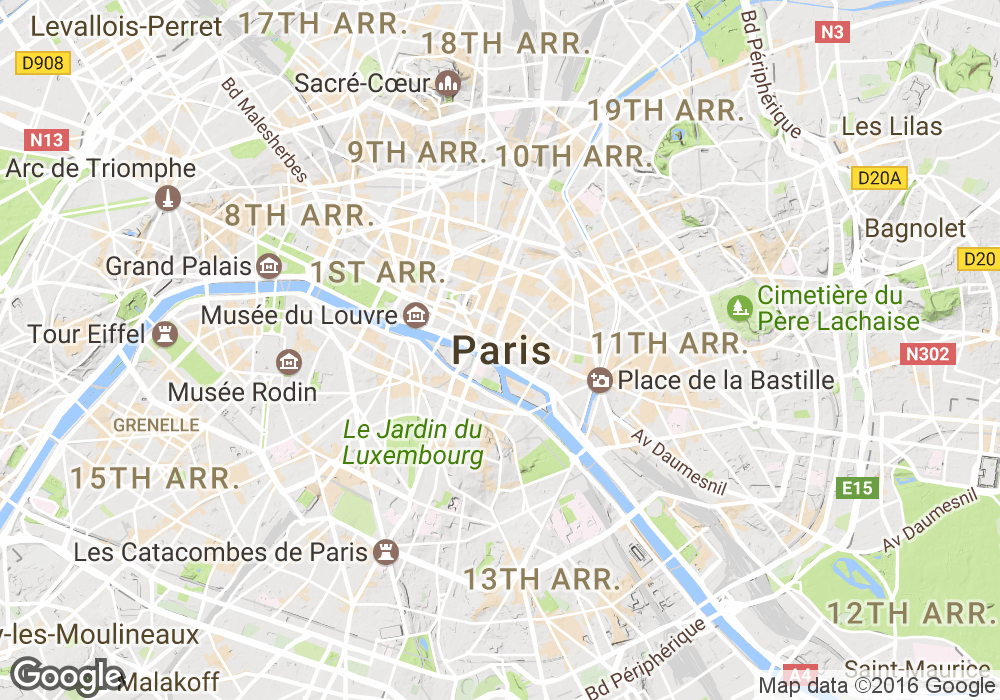 Levallois-Perret
17TH ARR.
18TH ARR.
N3
D908
Sacré-Cœur
Bd Malesherbes
Bd Périphérique
19TH ARR.
Les Lilas
N13
9TH ARR.
10TH ARR.
Arc de Triomphe
D20A
8TH ARR.
Bagnolet
Grand Palais
1ST ARR.
D20
Cimetière du
Père Lachaise
Musée du Louvre
Tour Eiffel
Paris
11TH ARR.
N302
Musée Rodin
Place de la Bastille
GRENELLE
Le Jardin du
Luxembourg
Av Daumesnil
15TH ARR.
E15
Av Daumesnil
Les Catacombes de Paris
13TH ARR.
12TH ARR.
y-les-Moulineaux
Bd Périphérique
Google
Malakoff
A4
Saint-Maurice
Map data ©2016 Google